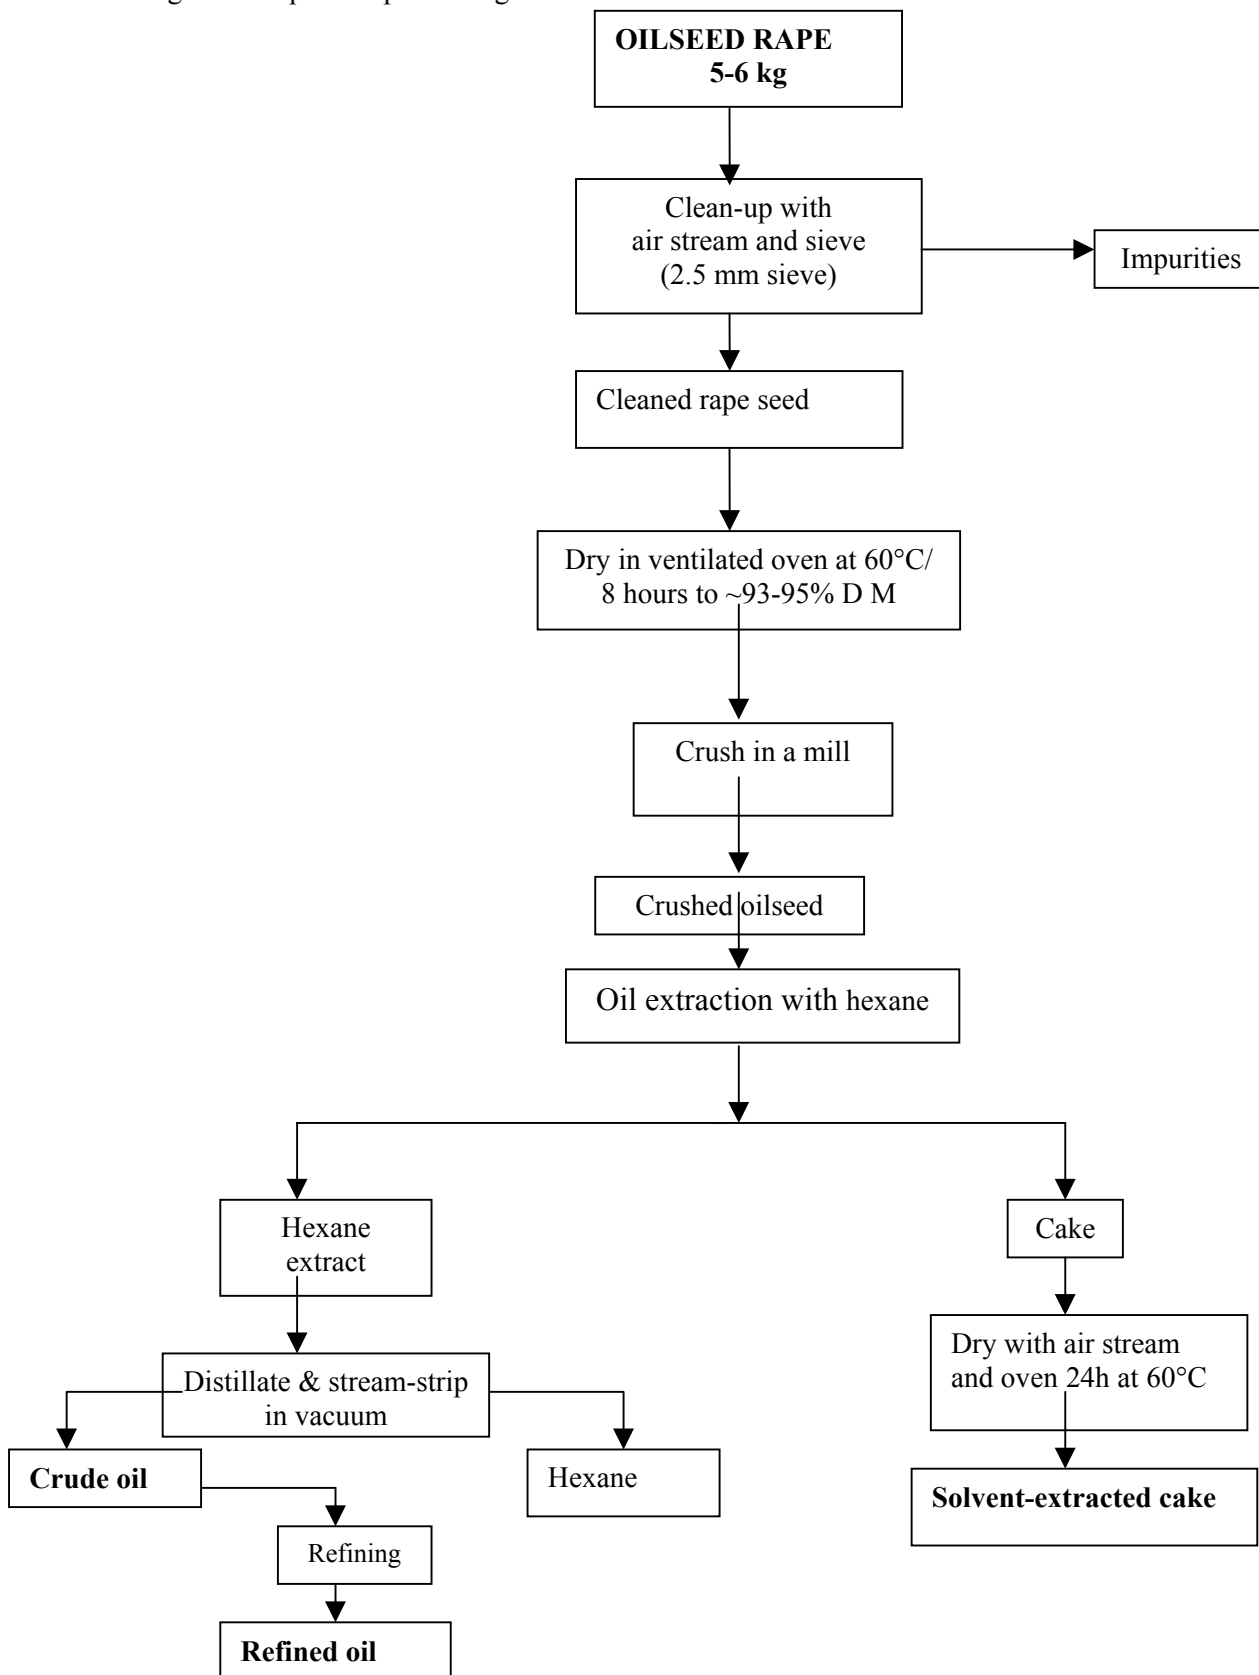 OILSEED RAPE
5-6 kg
Clean-up with
air stream and sieve
(2.5 mm sieve)
Impurities
Cleaned rape seed
Dry in ventilated oven at 60°C/
8 hours to ~93-95% D M
Crush in a mill
Crushed oilseed
Oil extraction with hexane
Hexane
extract
Cake
Dry with air stream
and oven 24h at 60°C
Distillate & stream-strip
in vacuum
Crude oil
Hexane
Solvent-extracted cake
Refining
Refined oil